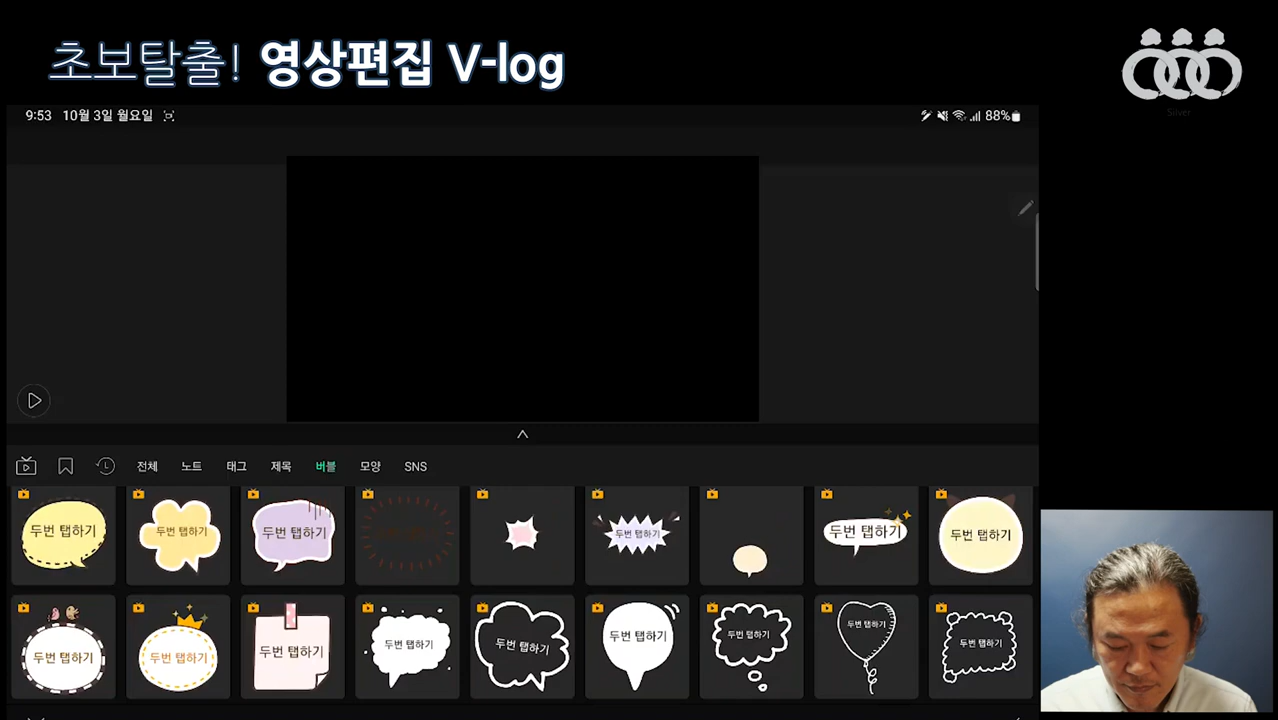 초보탈출! 영상편집 V-log
Silver
9:53 10월 3일 월요일
88%
전체 노트 태그 제목 버블 모양 SNS
두번 탭하기 두번 탭하기 두번 탭하기 두번 탭하기 두번 탭하기 두번 탭하기
두번 탭하기 두번 탭하기 두번 탭하기 두번 탭하기 두번 탭하기 두번 탭하기 두번 탭하기 두번 탭하기 두번 탭하기